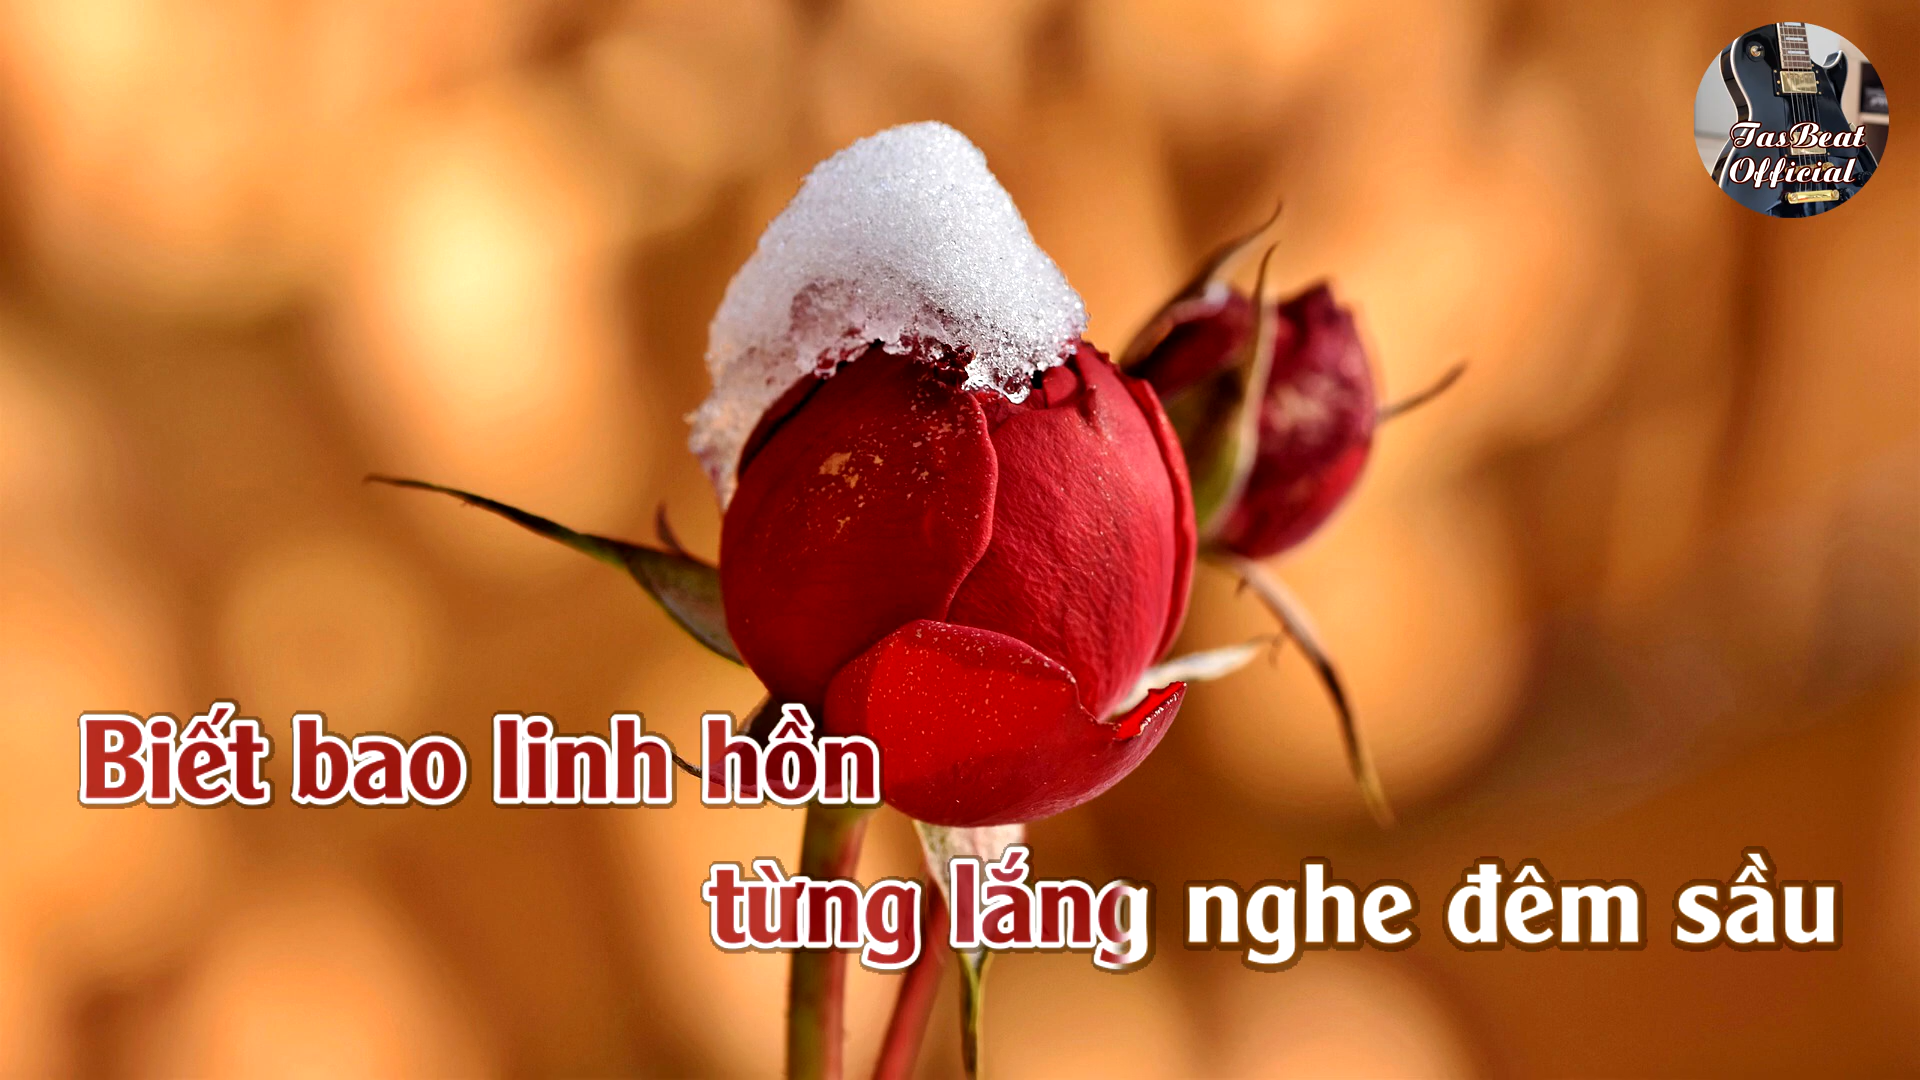 TasBeat
Official
Biết bao linh hồn
từng lắng nghe đêm sầu